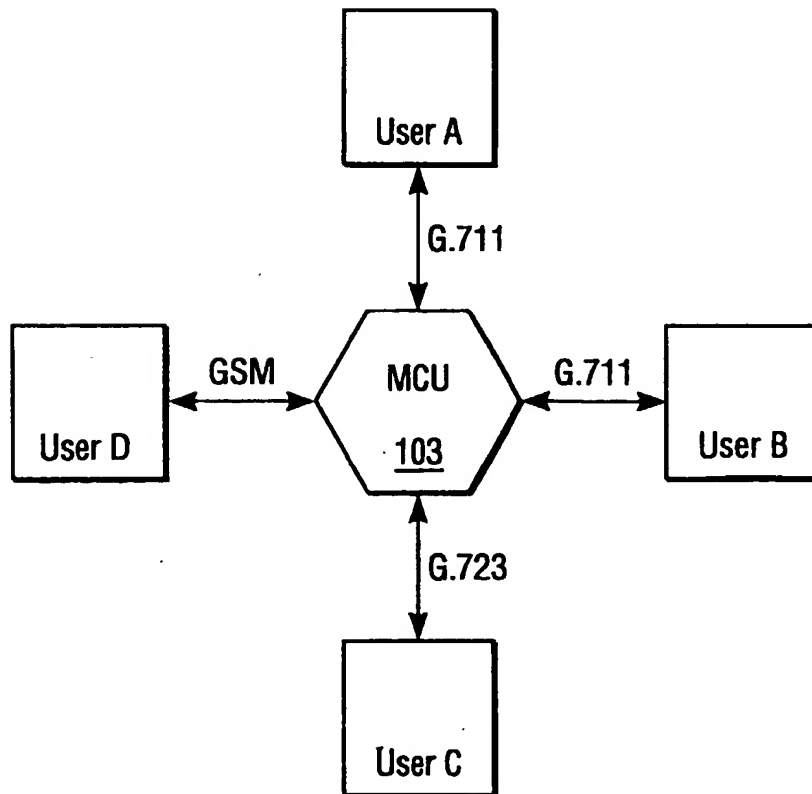 User A
G.711
GSM
MCU
G.711
User D
103
User B
G.723
User C